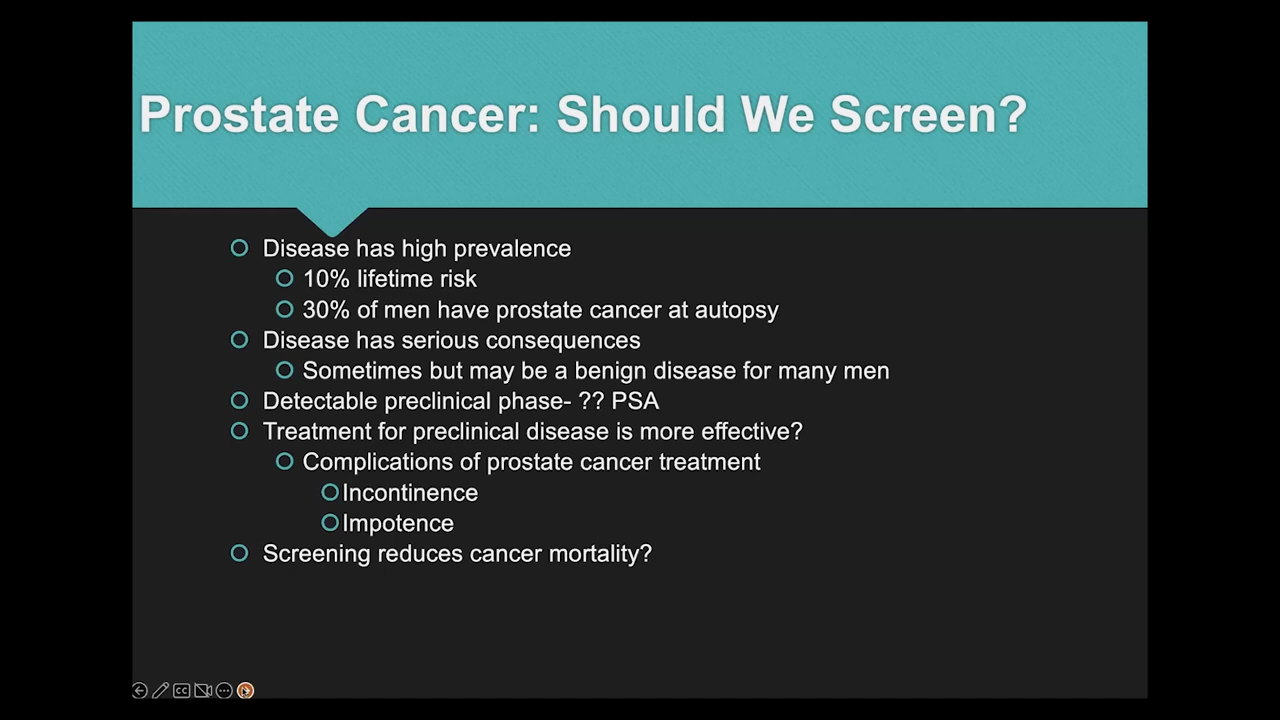 Prostate Cancer: Should We Screen?
Disease has high prevalence
10% lifetime risk
30% of men have prostate cancer at autopsy
Disease has serious consequences
Sometimes but may be a benign disease for many men
Detectable preclinical phase- ?? PSA
Treatment for preclinical disease is more effective?
Complications of prostate cancer treatment
Incontinence
Impotence
Screening reduces cancer mortality?
CC